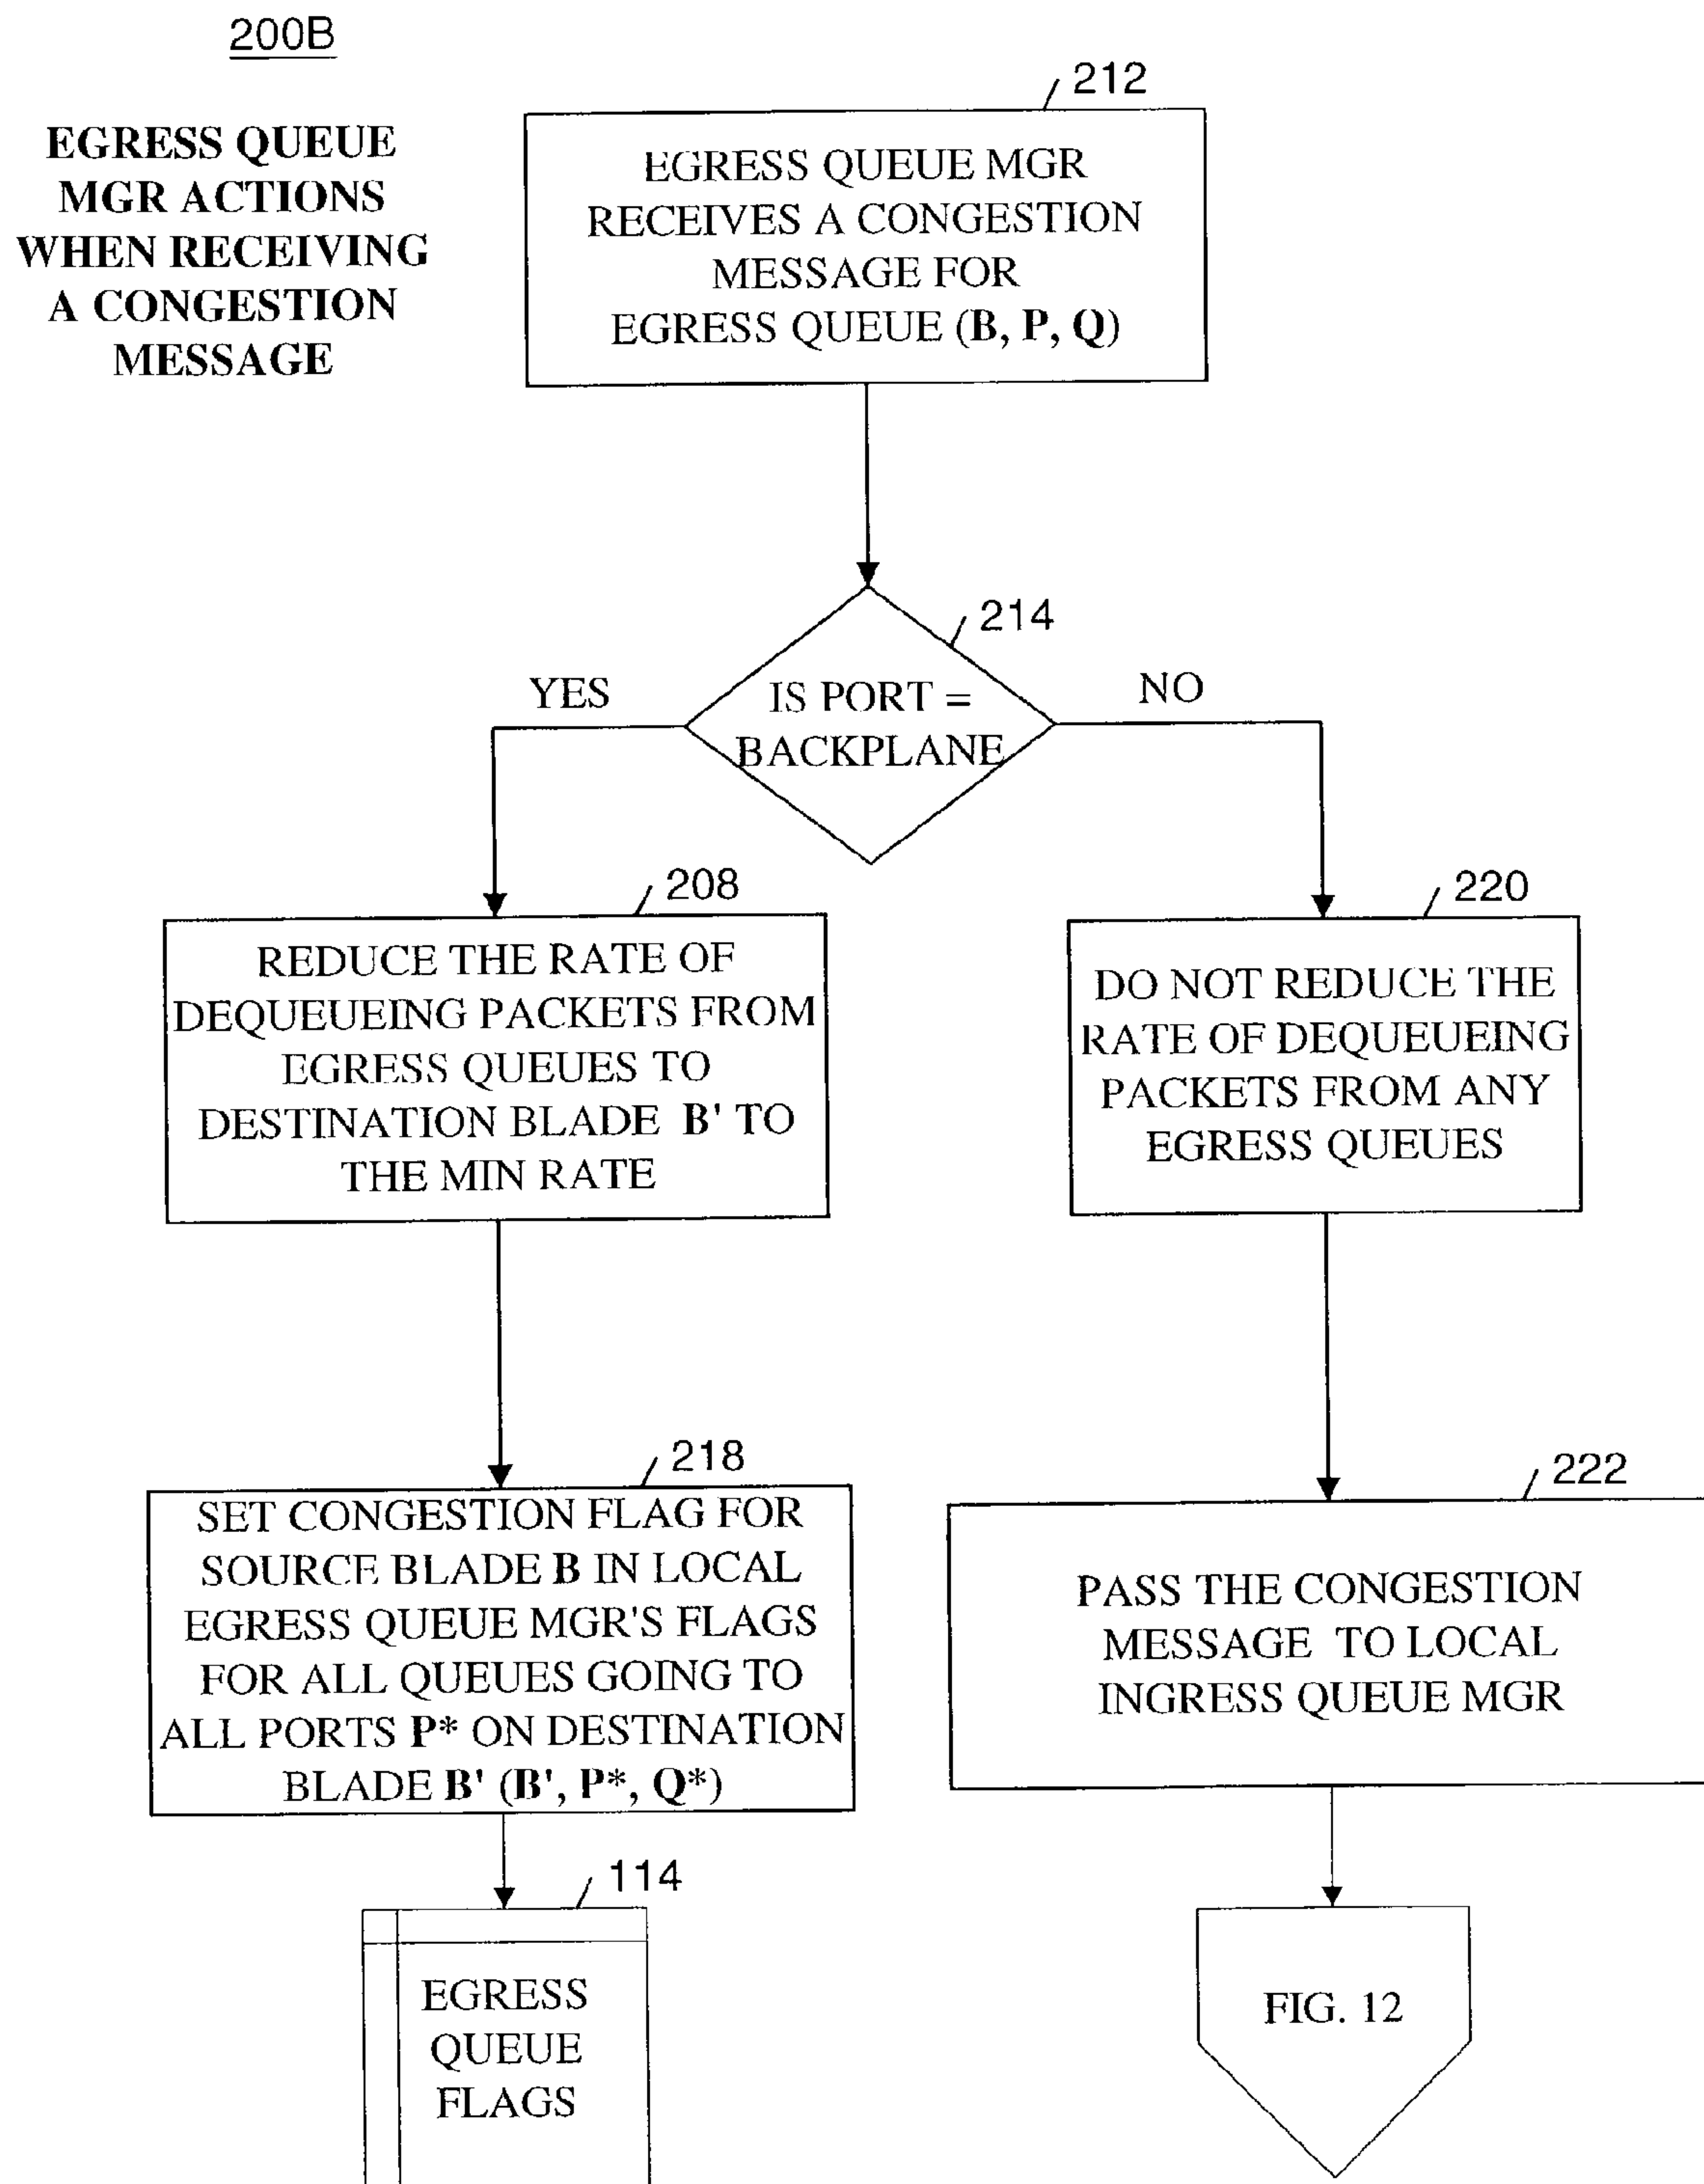 200B
EGRESS QUEUE
MGR ACTIONS
WHEN RECEIVING
A CONGESTION
MESSAGE
212
EGRESS QUEUE MGR
RECEIVES A CONGESTION
MESSAGE FOR
EGRESS QUEUE (B, P, Q)
214
IS PORT =
BACKPLANE
YES
NO
208
REDUCE THE RATE OF
DEQUEUEING PACKETS FROM
EGRESS QUEUES TO
DESTINATION BLADE B' TO
THE MIN RATE
220
DO NOT REDUCE THE
RATE OF DEQUEUEING
PACKETS FROM ANY
EGRESS QUEUES
218
SET CONGESTION FLAG FOR
SOURCE BLADE B IN LOCAL
EGRESS QUEUE MGR'S FLAGS
FOR ALL QUEUES GOING TO
ALL PORTS P* ON DESTINATION
BLADE B' (B', P*, Q*)
222
PASS THE CONGESTION
MESSAGE TO LOCAL
INGRESS QUEUE MGR
114
EGRESS
QUEUE
FLAGS
FIG. 12